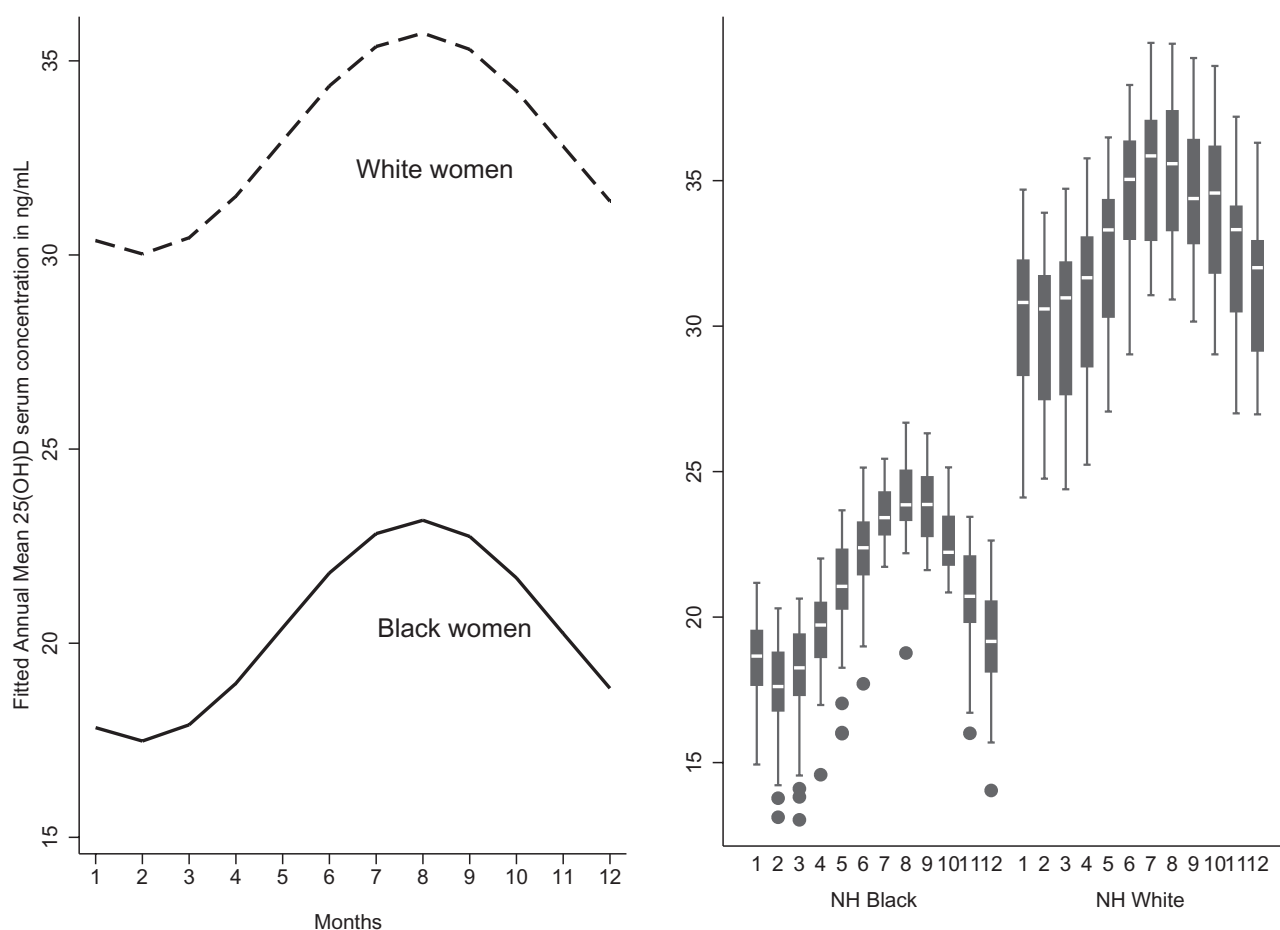 Fitted Annual Mean 25(OH)D serum concentration in ng/mL
35
30
25
20
15
White women
Black women
1 2 3 4 5 6 7 8 9 10 11 12
Months
35
30
25
20
15
1 2 3 4 5 6 7 8 9 10 11 12 1 2 3 4 5 6 7 8 9 10 11 12
NH Black NH White